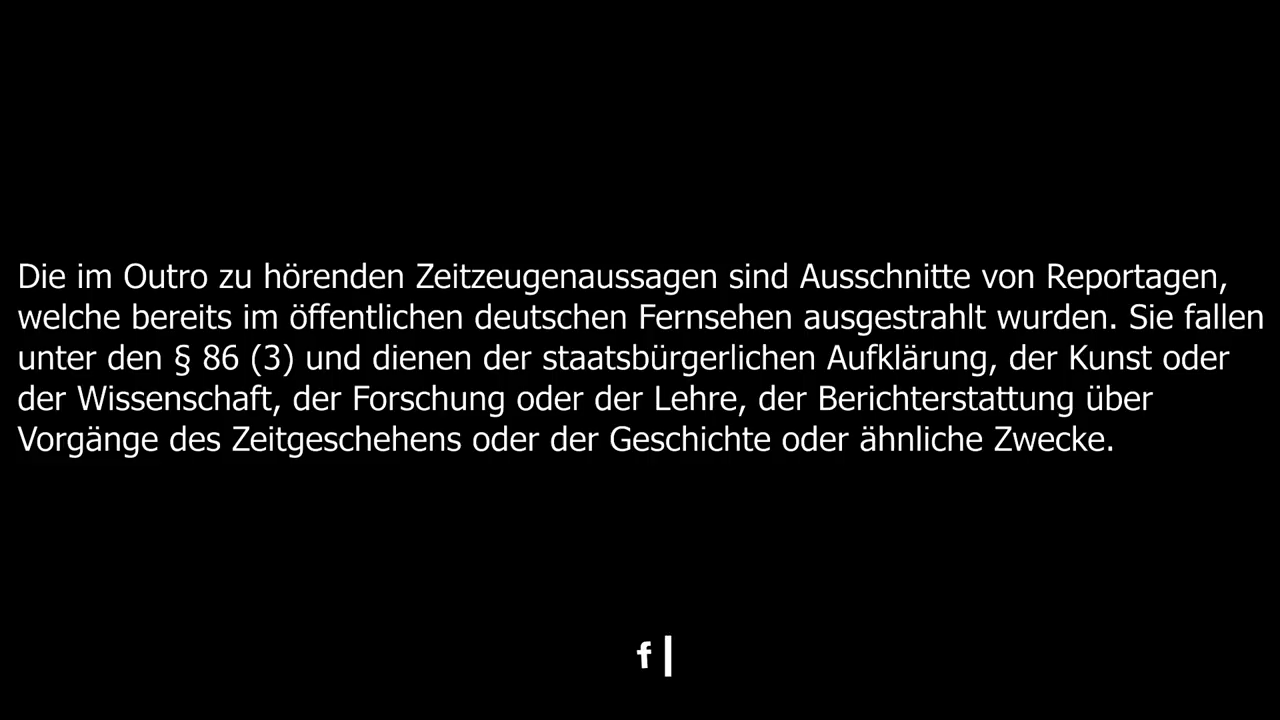 Die im Outro zu hörenden Zeitzeugenaussagen sind Ausschnitte von Reportagen,
welche bereits im öffentlichen deutschen Fernsehen ausgestrahlt wurden. Sie fallen
unter den § 86 (3) und dienen der staatsbürgerlichen Aufklärung, der Kunst oder
der Wissenschaft, der Forschung oder der Lehre, der Berichterstattung über
Vorgänge des Zeitgeschehens oder der Geschichte oder ähnliche Zwecke.
f |